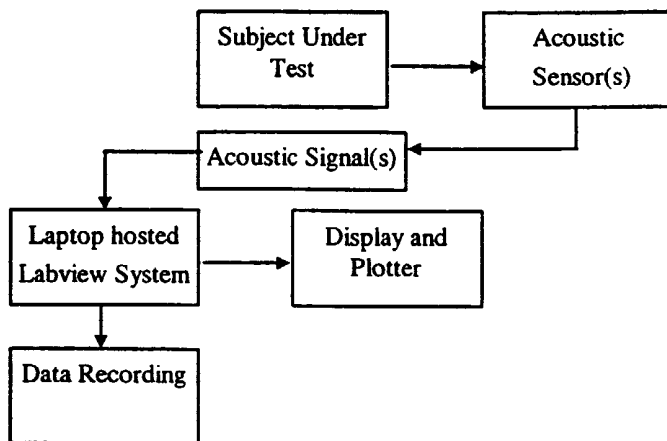 Subject Under
Test
Acoustic
Sensor(s)
Acoustic Signal(s)
Laptop hosted
Labview System
Display and
Plotter
Data Recording